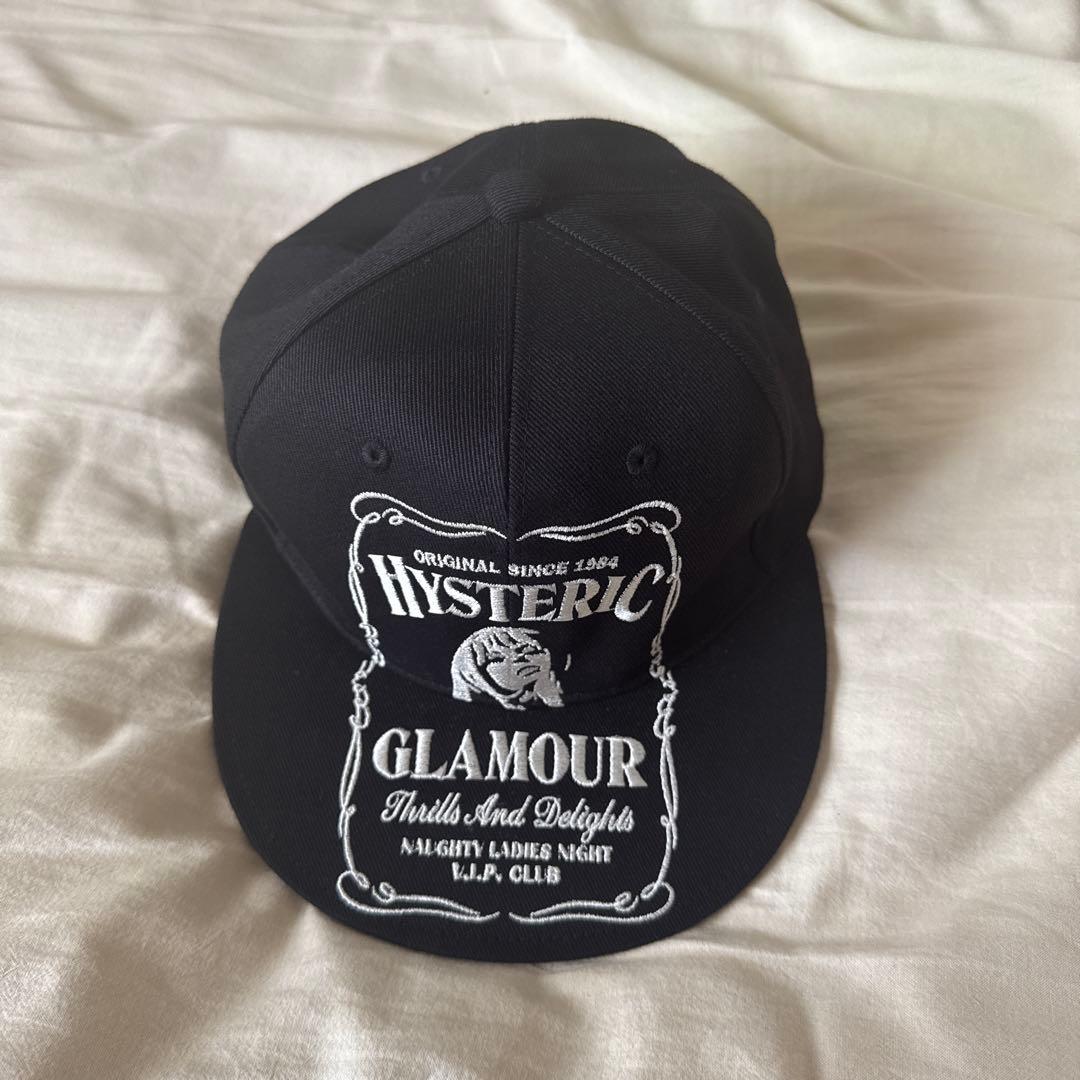 ORIGINAL SINCE 1984
HYSTERIC
GLAMOUR
Thrills And Delights
NAUGHTY LADIES NIGHT
V.I.P. CLUB